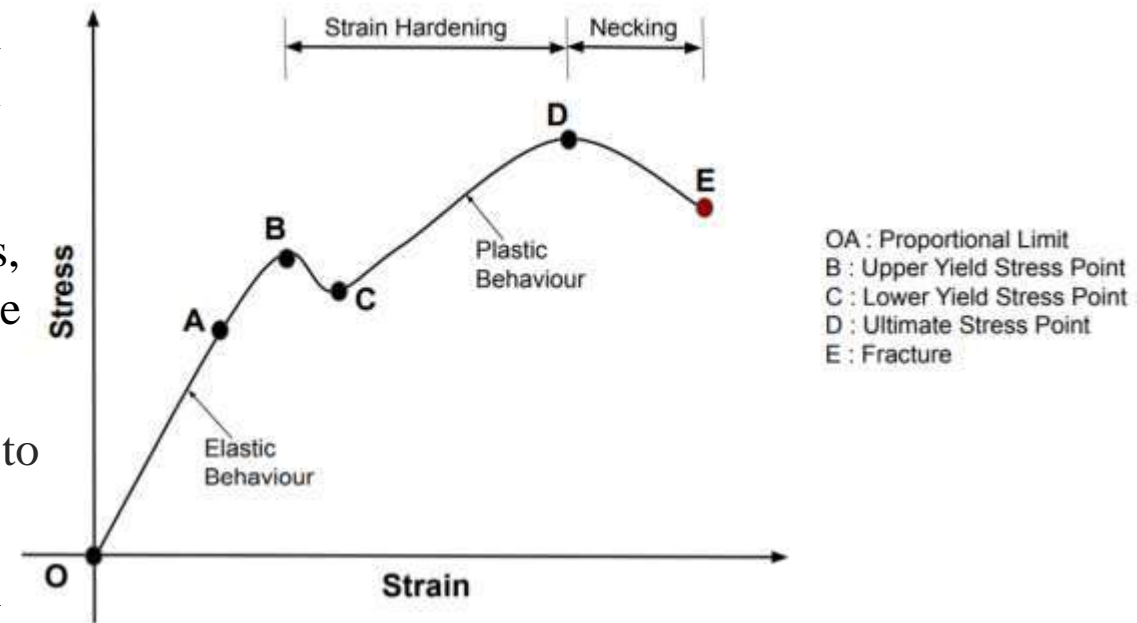 Strain Hardening
Necking
D
E
B
s,
e
Stress
Plastic
Behaviour
C
A
OA : Proportional Limit
B : Upper Yield Stress Point
C : Lower Yield Stress Point
D : Ultimate Stress Point
E : Fracture
to
Elastic
Behaviour
O
Strain